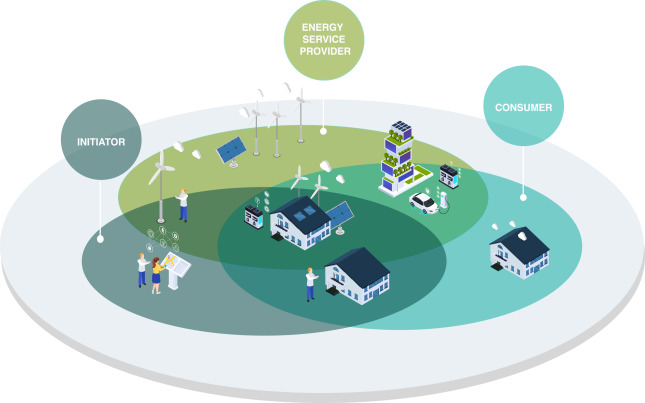 ENERGY
SERVICE
PROVIDER
CONSUMER
INITIATOR